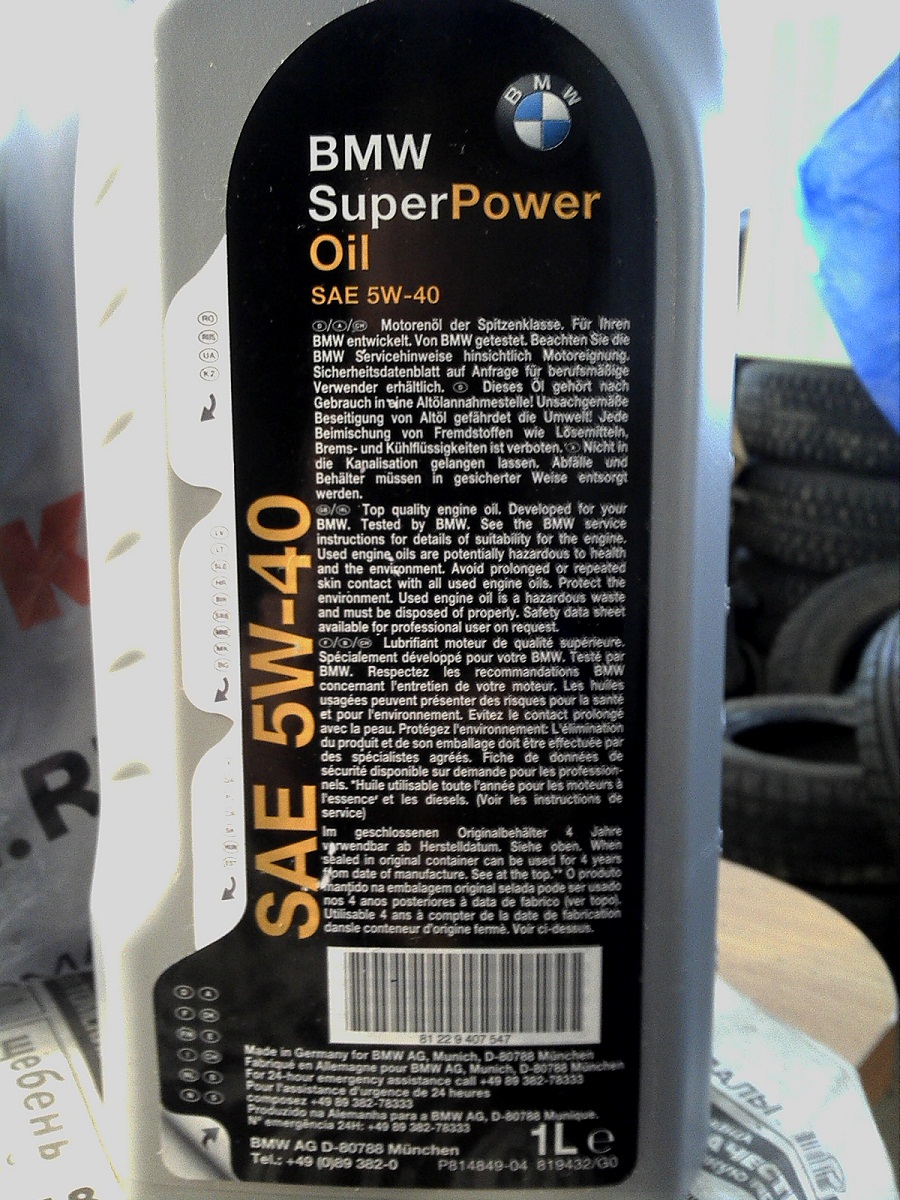 BMW
BMW
SuperPower
Oil
SAE 5W-40
D/A/CH Motorenöl der Spitzenklasse. Für Ihren
BMW entwickelt. Von BMW getestet. Beachten Sie die
BMW Servicehinweise hinsichtlich Motoreignung.
Sicherheitsdatenblatt auf Anfrage für berufsmäßige
Verwender erhältlich. D Dieses Öl gehört nach
Gebrauch in eine Altölannahmestelle! Unsachgemäße
Beseitigung von Altöl gefährdet die Umwelt! Jede
Beimischung von Fremdstoffen wie Lösemitteln,
Brems- und Kühlflüssigkeiten ist verboten. Nicht in
die Kanalisation gelangen lassen. Abfälle und
Behälter müssen in gesicherter Weise entsorgt
werden.
Top quality engine oil. Developed for your
BMW. Tested by BMW. See the BMW service
instructions for details of suitability for the engine.
Used engine oils are potentially hazardous to health
and the environment. Avoid prolonged or repeated
skin contact with all used engine oils. Protect the
environment. Used engine oil is a hazardous waste
and must be disposed of properly. Safety data sheet
available for professional user on request.
F/B/CH Lubrifiant moteur de qualité supérieure.
Spécialement développé pour votre BMW. Testé par
BMW. Respectez les recommandations BMW
concernant l'entretien de votre moteur. Les huiles
usagées peuvent présenter des risques pour la santé
et pour l'environnement. Evitez le contact prolongé
avec la peau. Protégez l'environnement: L'élimination
du produit et de son emballage doit être effectuée par
des spécialistes agréés. Fiche de données de
sécurité disponible sur demande pour les profession-
nels. *Huile utilisable toute l'année pour les moteurs à
l'essence* et les diesels. (Voir les instructions de
service)
Im geschlossenen Originalbehälter 4 Jahre
verwendbar ab Herstelldatum. Siehe oben. When
sealed in original container can be used for 4 years
from date of manufacture. See at the top.** O produto
mantido na embalagem original selada pode ser usado
nos 4 anos posteriores à data de fabrico (ver topo).
Utilisable 4 ans à compter de la date de fabrication
dansle conteneur d'origine fermé. Voir ci-dessus.
SAE 5W-40
RO
RUS
UA
KZ
81 22 9 407 547
Made in Germany for BMW AG, Munich, D-80788 München
Fabriqué en Allemagne pour BMW AG, Munich, D-80788 München
For 24-hour emergency assistance call +49 89 382-78333
Pour l'assistance d'urgence de 24 heures
composez +49 89 382-78333
Produzido na Alemanha para a BMW AG, D-80788 Munique.
Nº emergência 24H: +49 89 382-78333
BMW AG D-80788 München
Tel.: +49 (0)89 382-0
1L e
P814849-04 819432/G0
щебень